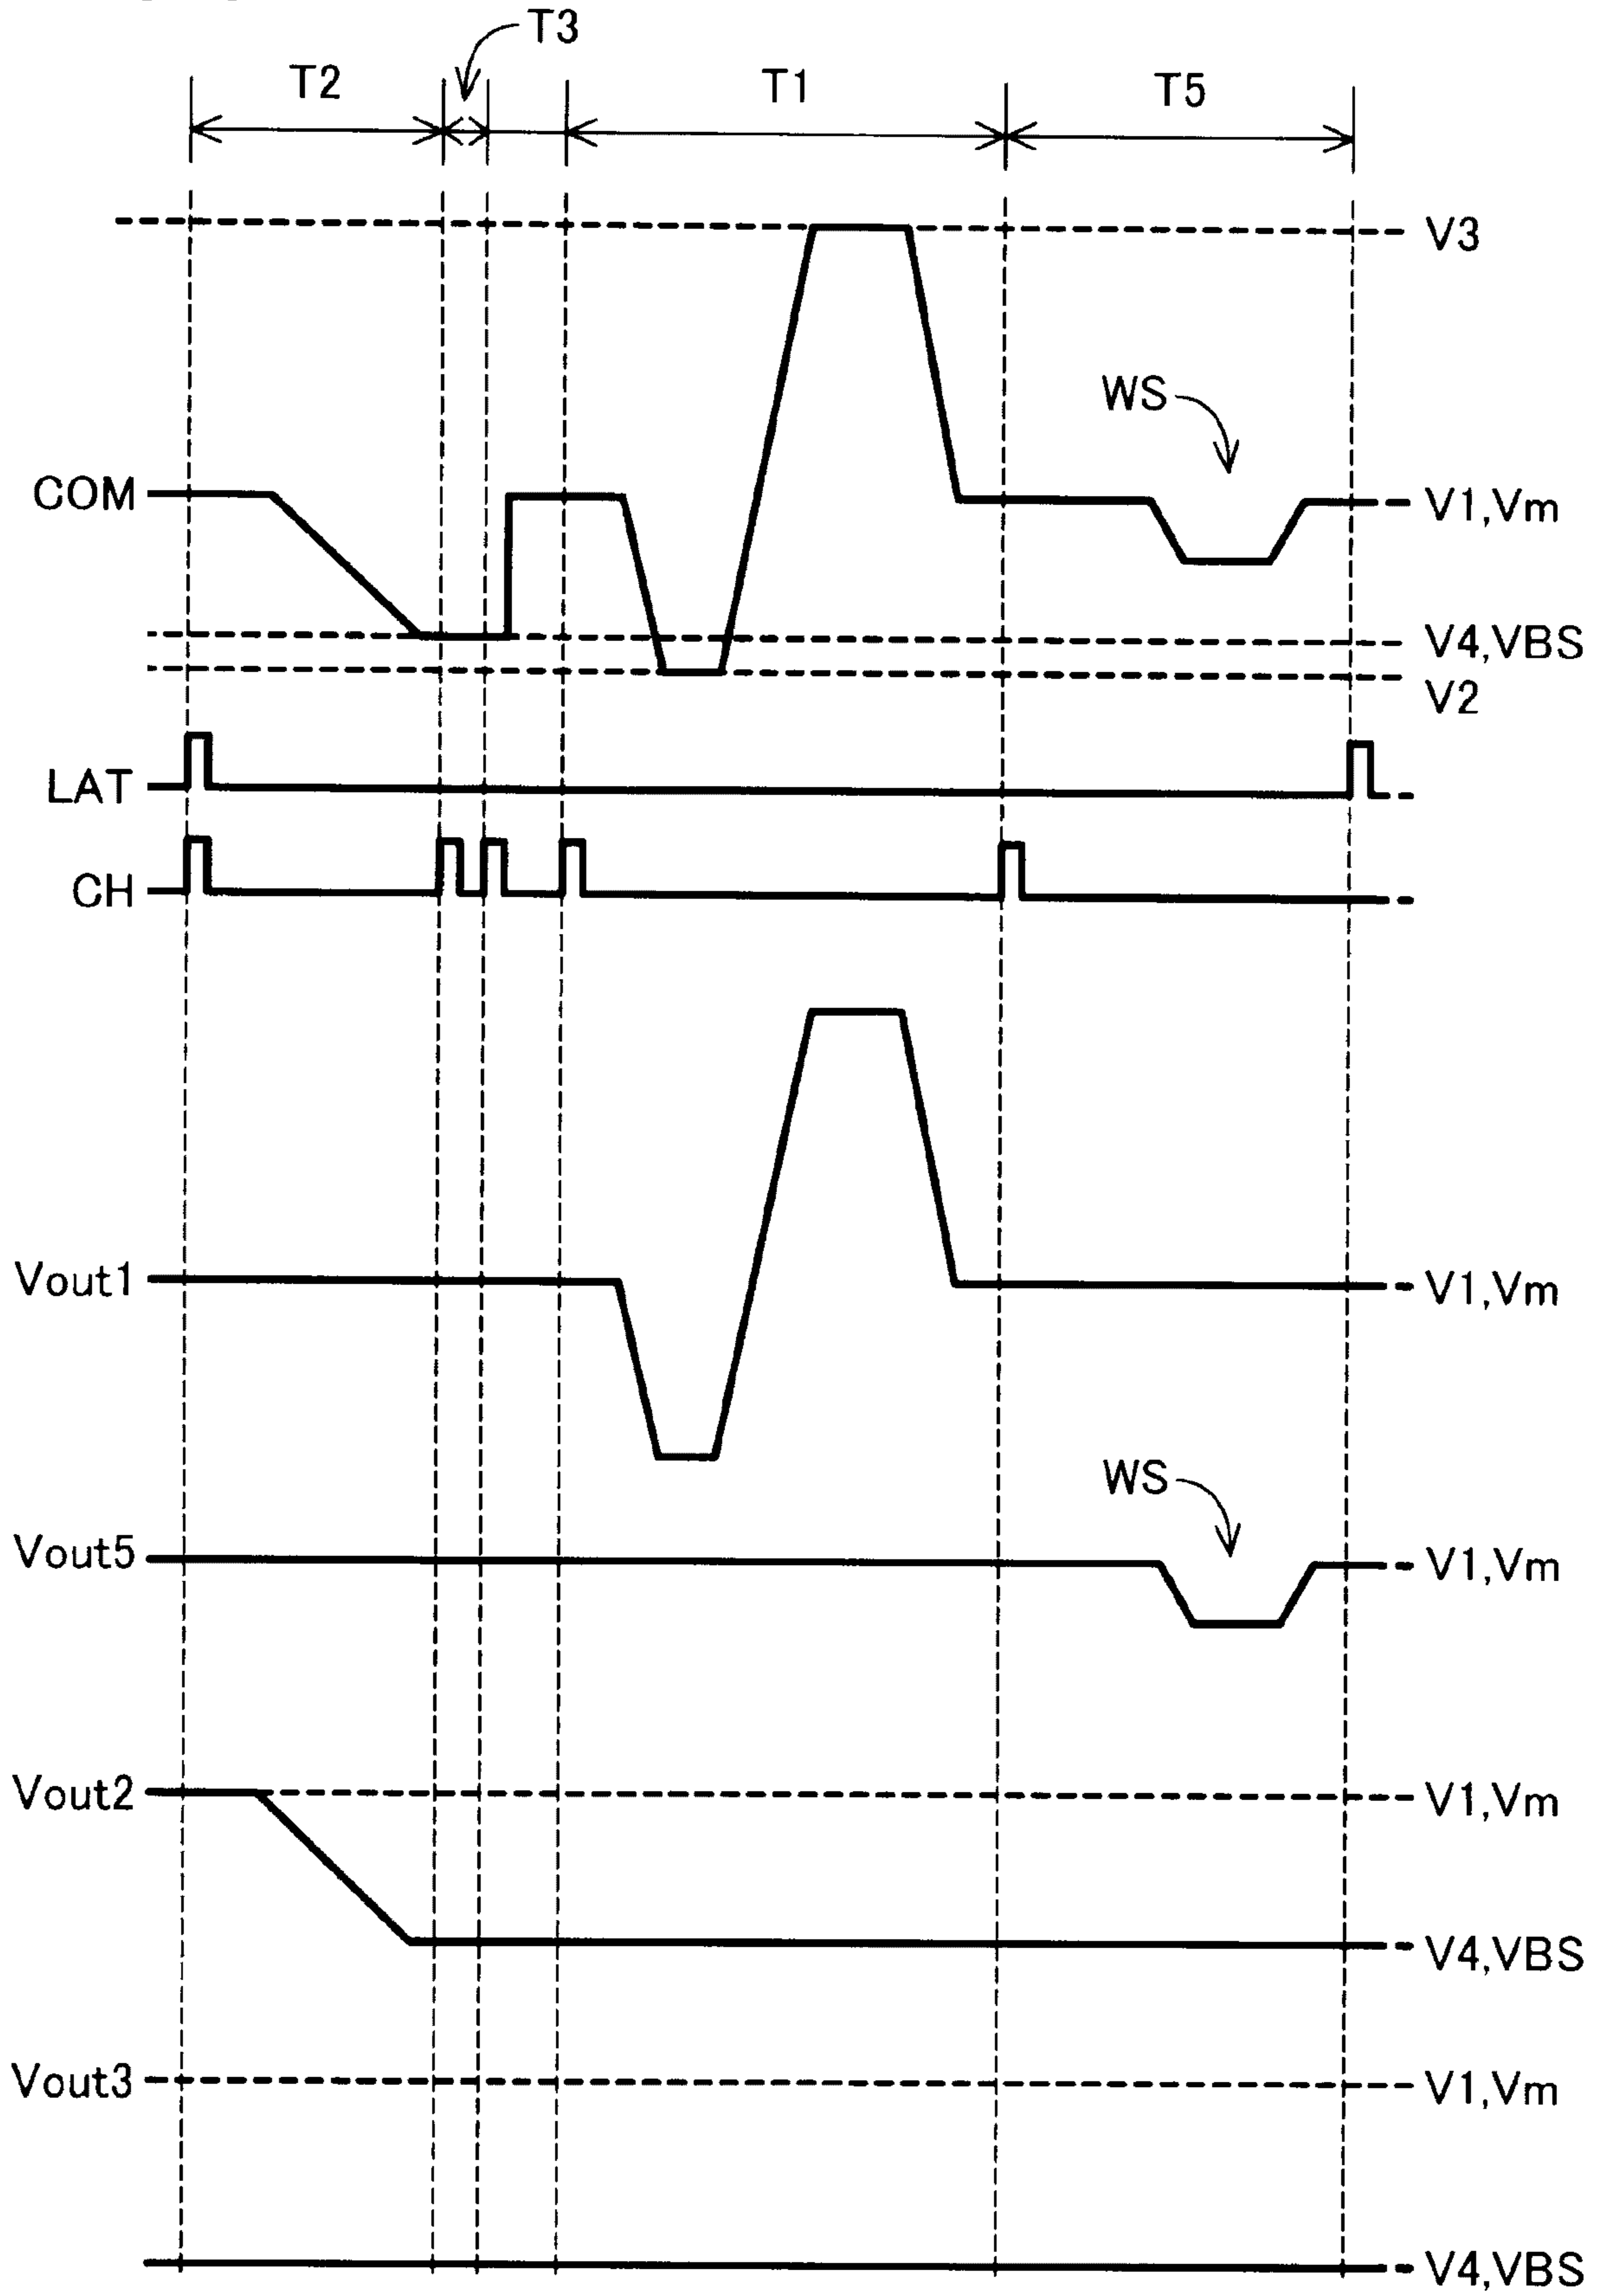 T3
T2
T1
T5
V3
WS
COM
V1,Vm
V4,VBS
V2
LAT
CH
Vout1
V1,Vm
WS
Vout5
V1,Vm
Vout2
V1,Vm
V4,VBS
Vout3
V1,Vm
V4,VBS